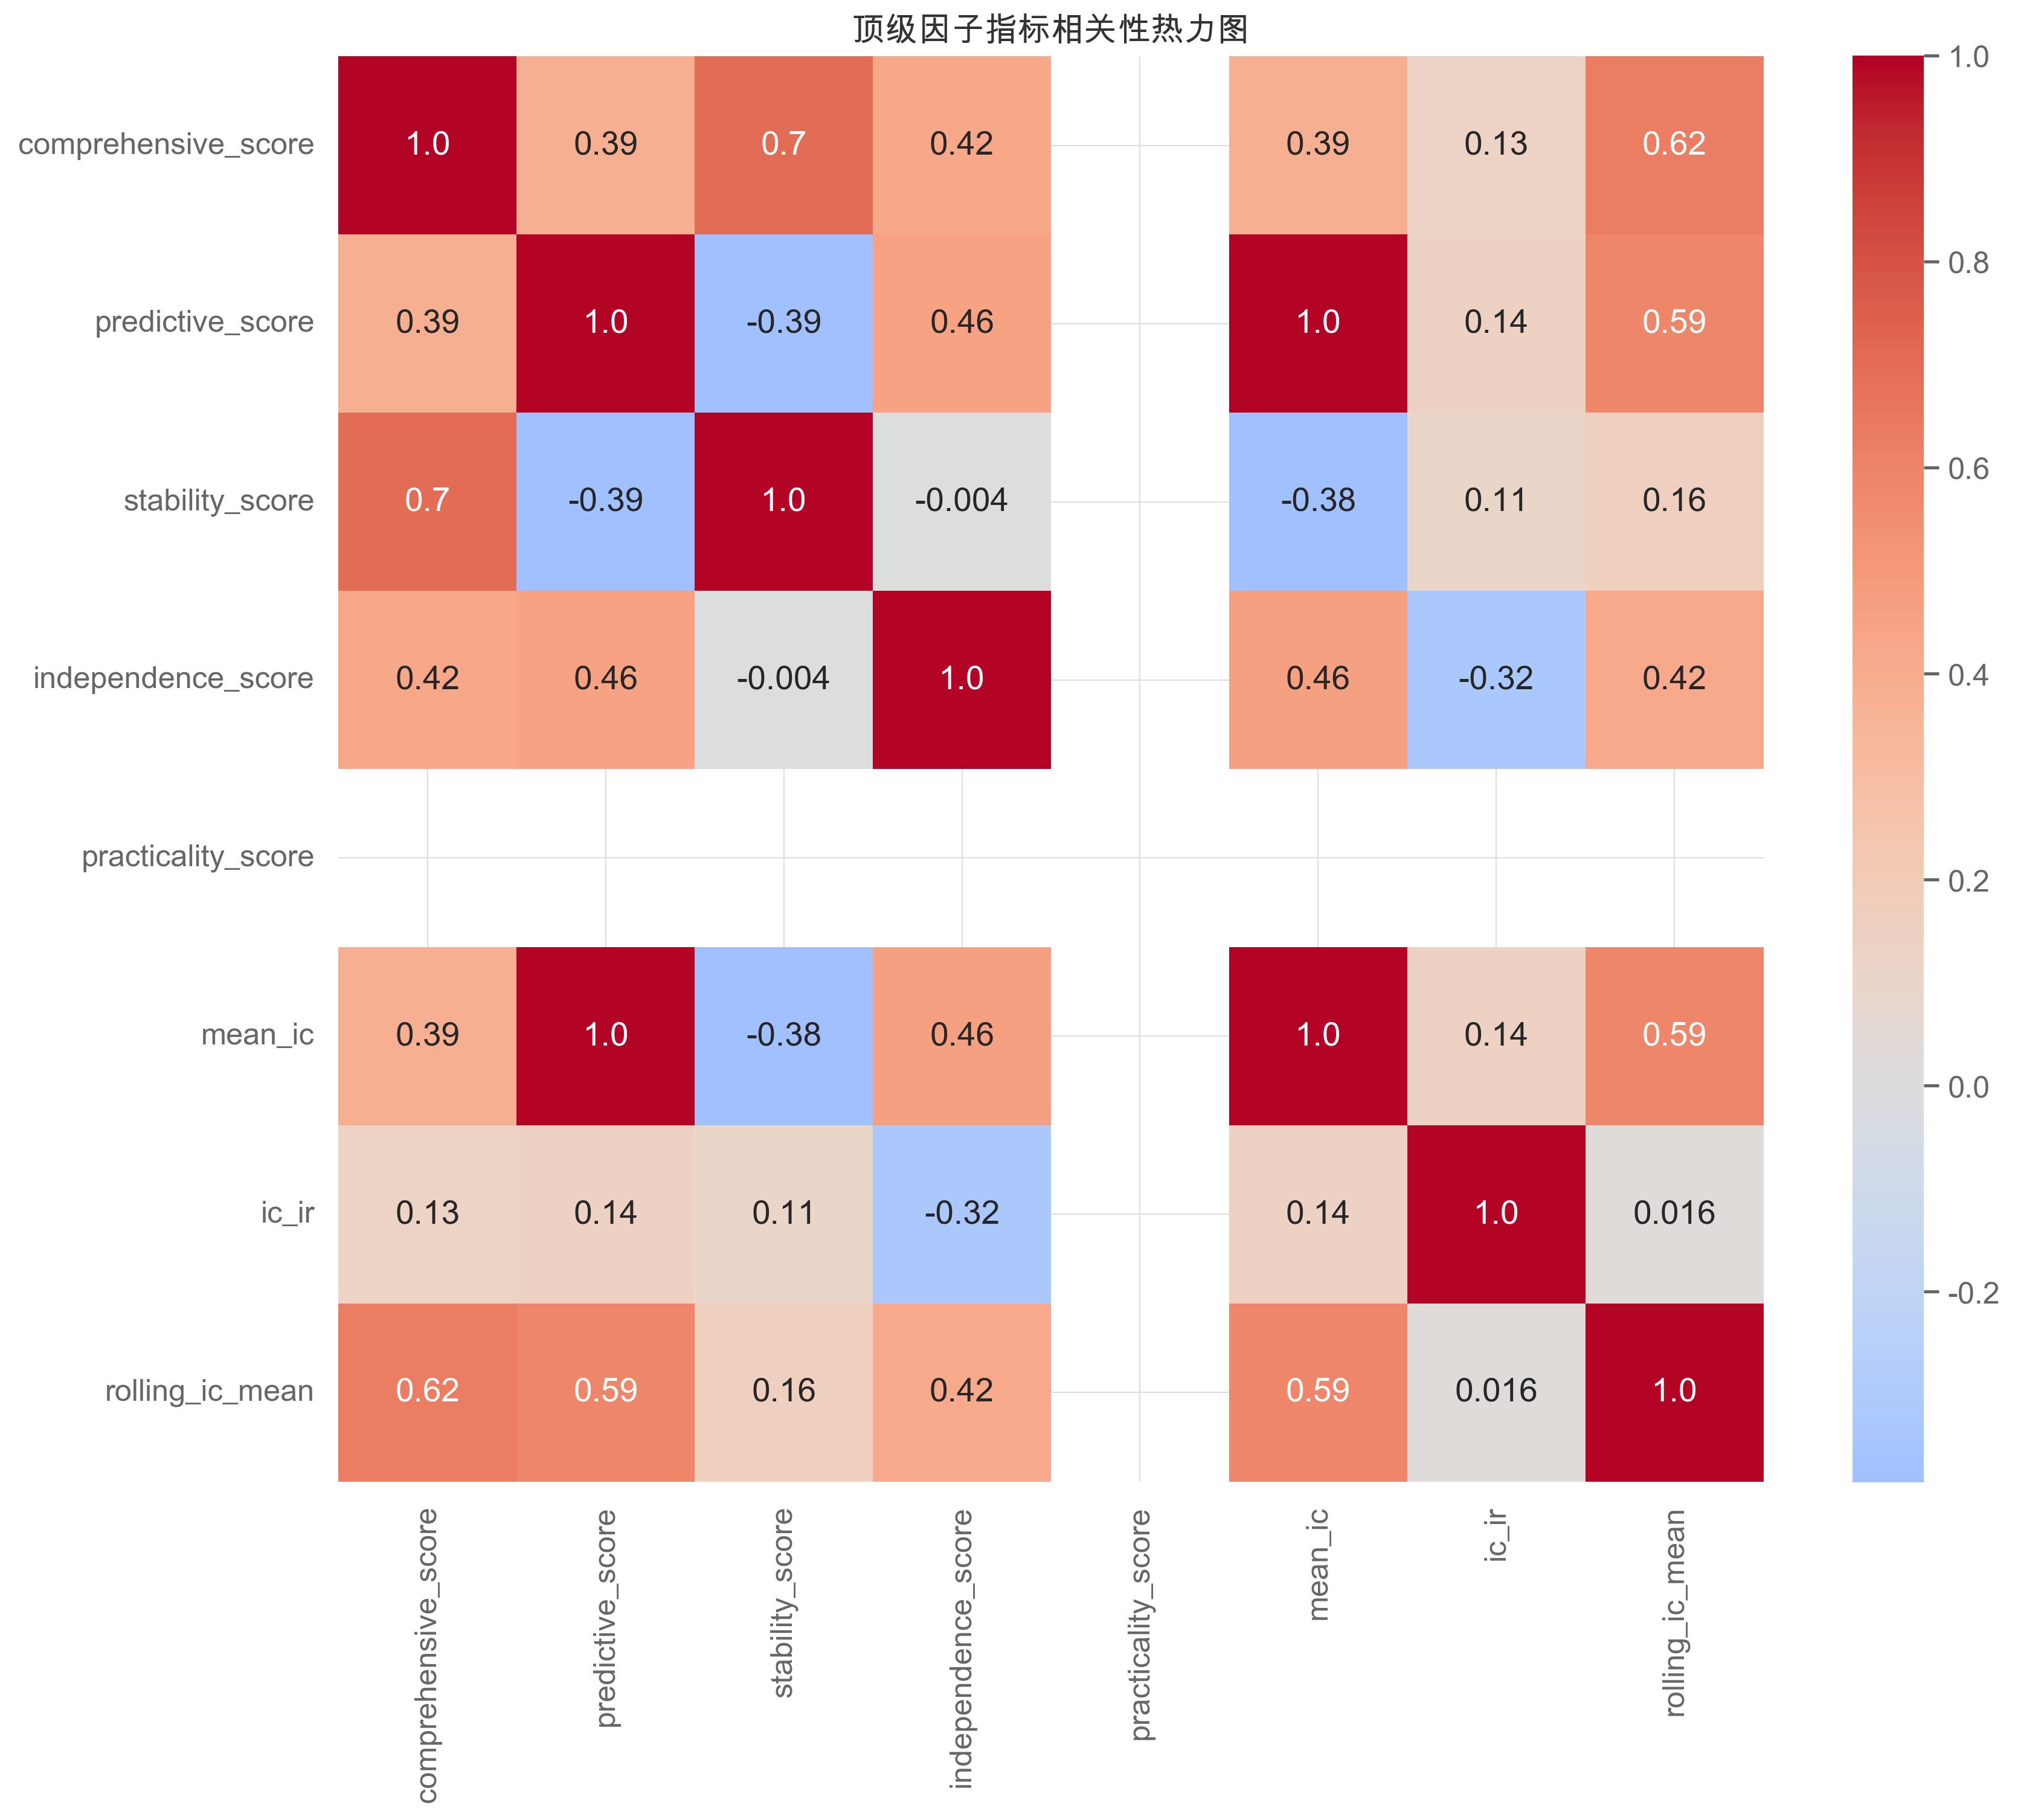 顶级因子指标相关性热力图
comprehensive_score 1.0 0.39 0.7 0.42 0.39 0.13 0.62
predictive_score 0.39 1.0 -0.39 0.46 1.0 0.14 0.59
stability_score 0.7 -0.39 1.0 -0.004 -0.38 0.11 0.16
independence_score 0.42 0.46 -0.004 1.0 0.46 -0.32 0.42
practicality_score
mean_ic 0.39 1.0 -0.38 0.46 1.0 0.14 0.59
ic_ir 0.13 0.14 0.11 -0.32 0.14 1.0 0.016
rolling_ic_mean 0.62 0.59 0.16 0.42 0.59 0.016 1.0
comprehensive_score
predictive_score
stability_score
independence_score
practicality_score
mean_ic
ic_ir
rolling_ic_mean
1.0
0.8
0.6
0.4
0.2
0.0
-0.2